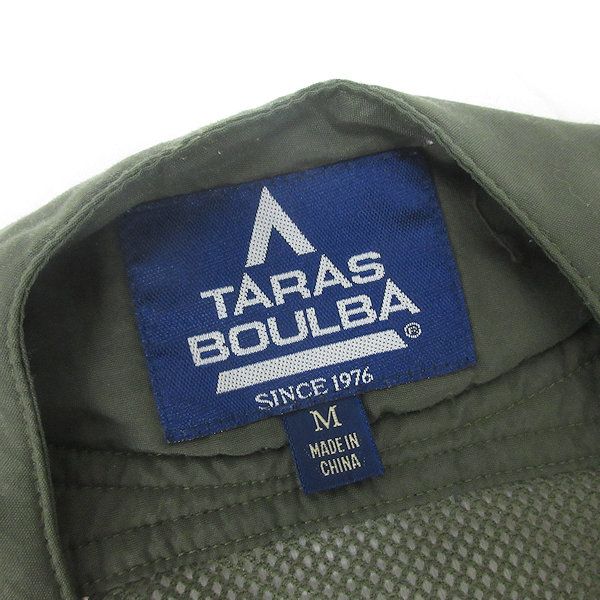 TARAS
BOULBA®
SINCE 1976
M
MADE IN
CHINA